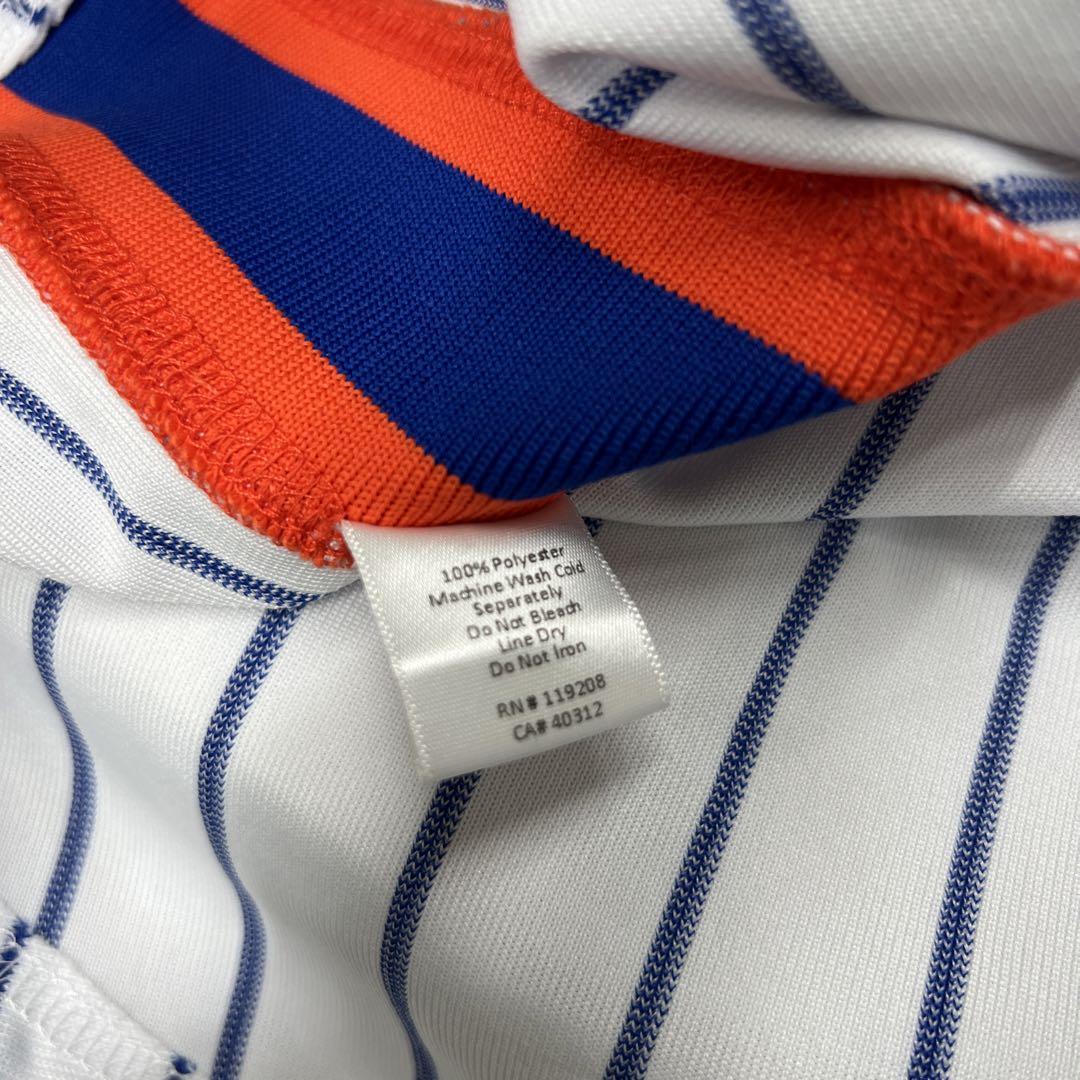 100% Polyester
Machine Wash Cold
Separately
Do Not Bleach
Line Dry
Do Not Iron
RN# 119208
CA# 40312